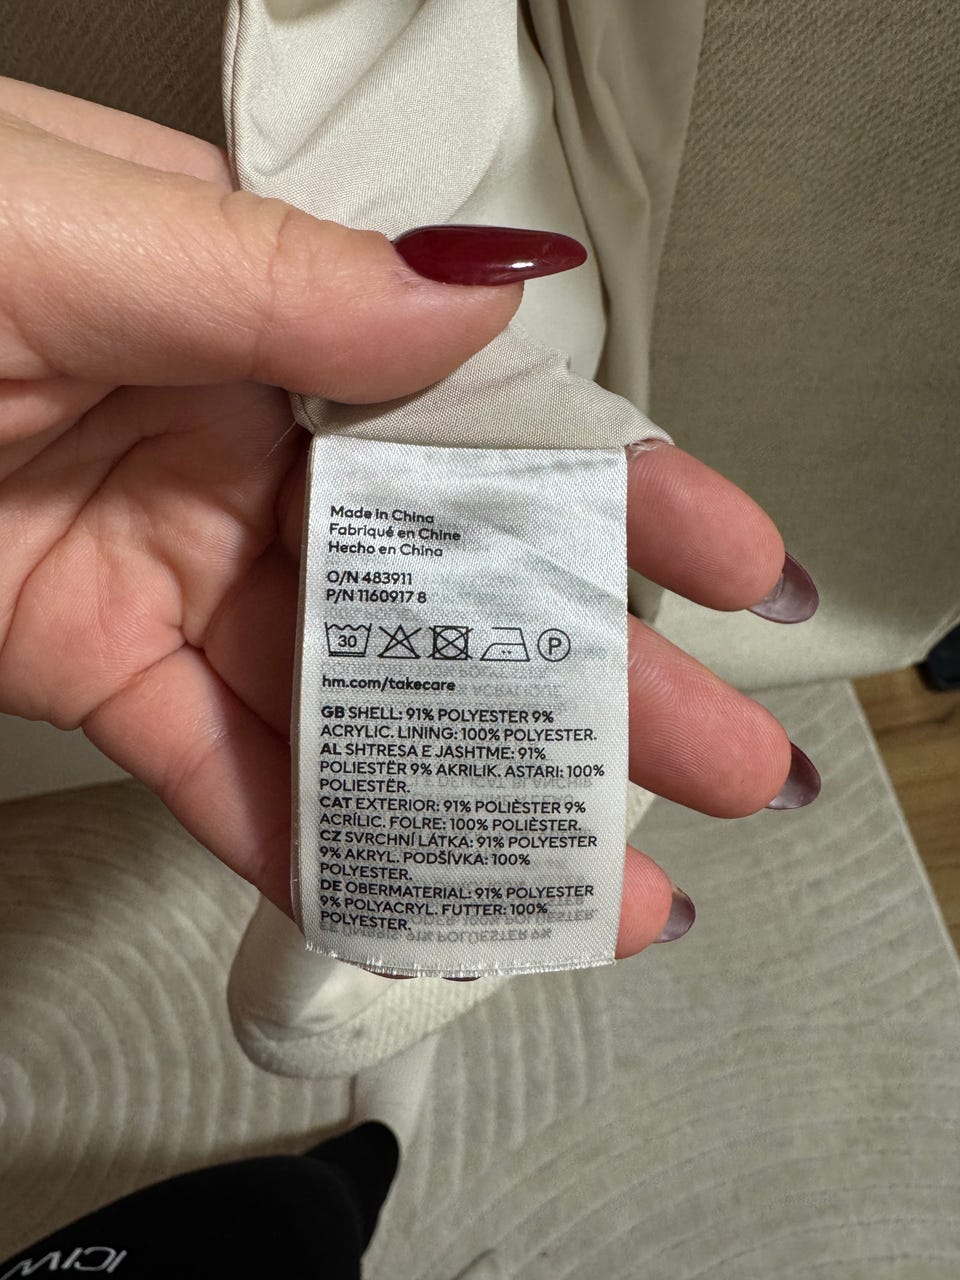 Made in China
Fabriqué en Chine
Hecho en China
O/N 483911
P/N 1160917 8
30 P
hm.com/takecare
GB SHELL: 91% POLYESTER 9%
ACRYLIC. LINING: 100% POLYESTER.
AL SHTRESA E JASHTME: 91%
POLIESTËR 9% AKRILIK. ASTARI: 100%
POLIESTËR.
CAT EXTERIOR: 91% POLIÈSTER 9%
ACRÍLIC. FOLRE: 100% POLIÈSTER.
CZ SVRCHNÍ LÁTKA: 91% POLYESTER
9% AKRYL. PODŠÍVKA: 100%
POLYESTER.
DE OBERMATERIAL: 91% POLYESTER
9% POLYACRYL. FUTTER: 100%
POLYESTER.
ICIW